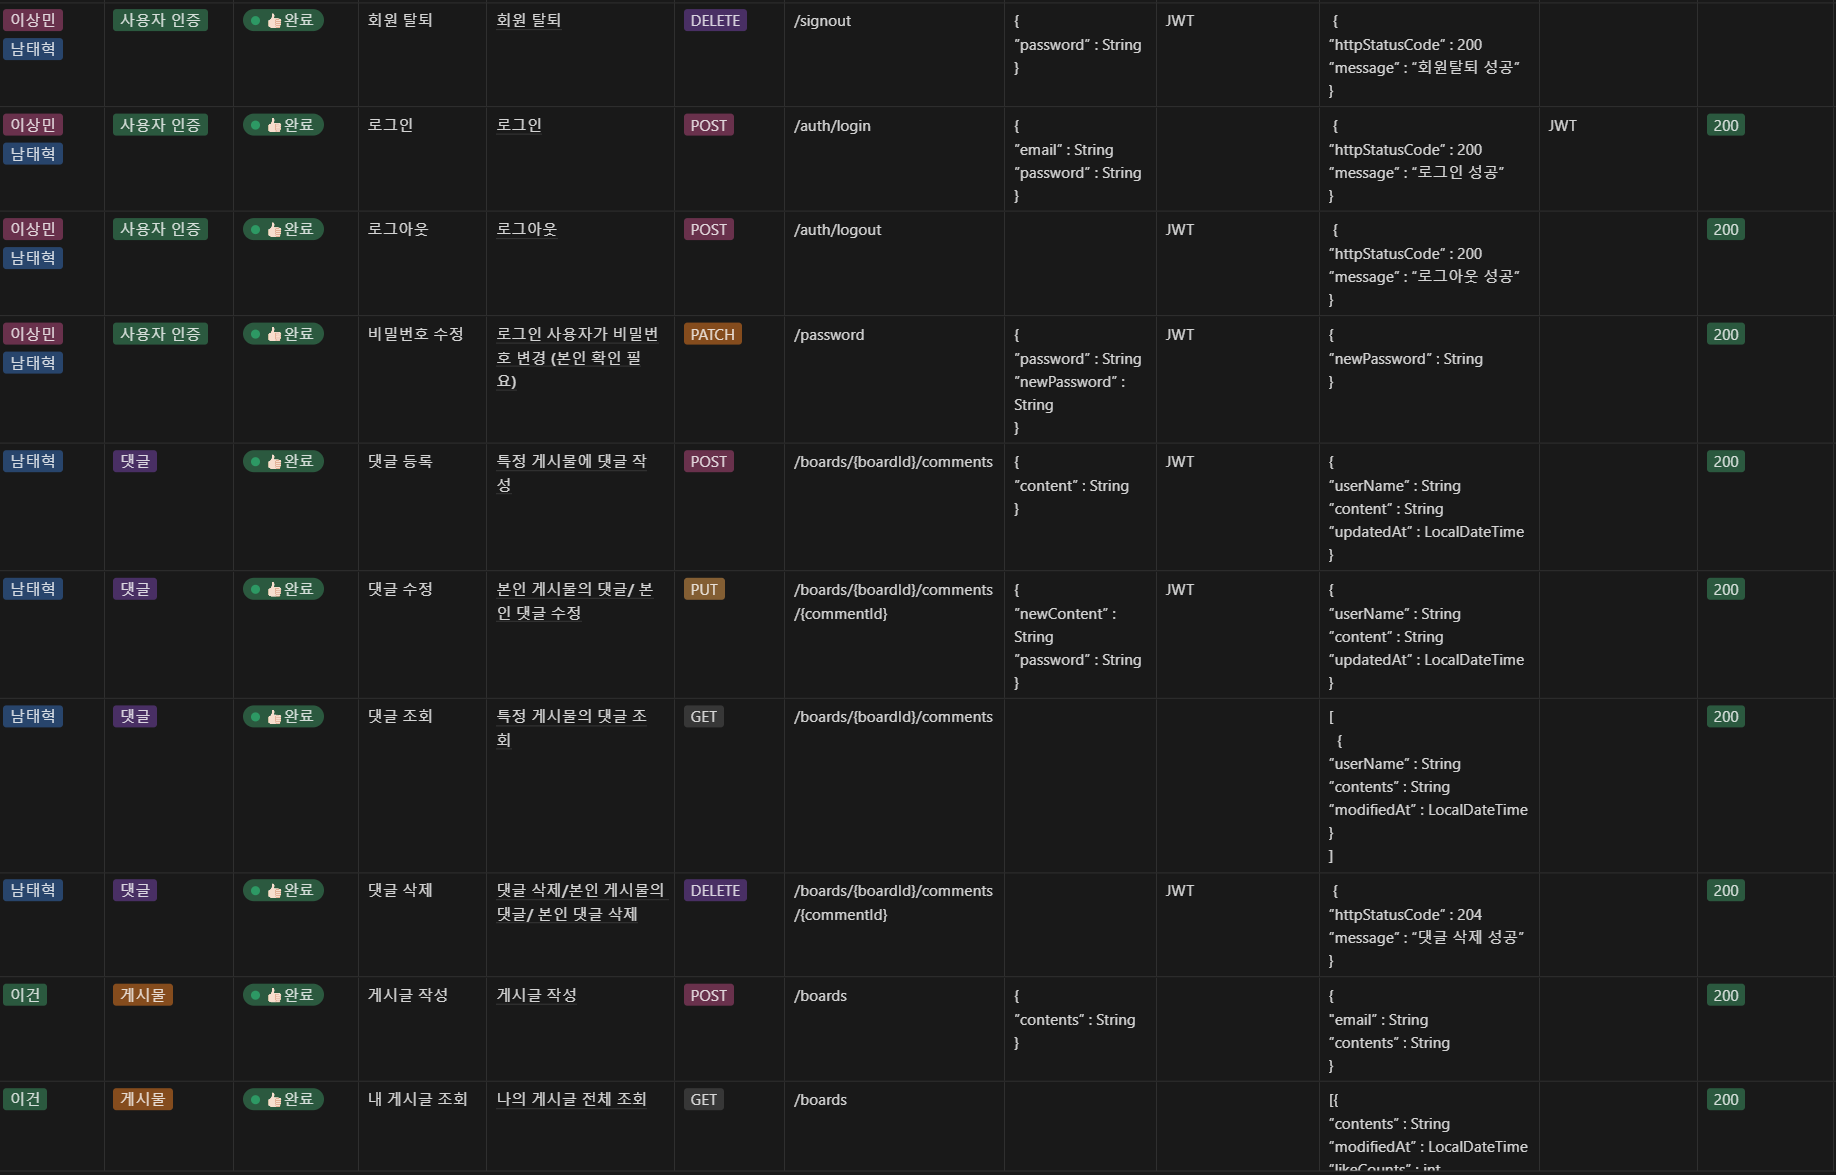 이상민
남태혁
사용자 인증
👍🏻완료
회원 탈퇴
회원 탈퇴
DELETE
/signout
{
"password" : String
}
JWT
{
"httpStatusCode" : 200
"message" : "회원탈퇴 성공"
}
이상민
남태혁
사용자 인증
👍🏻완료
로그인
로그인
POST
/auth/login
{
"email" : String
"password" : String
}
{
"httpStatusCode" : 200
"message" : "로그인 성공"
}
JWT
200
이상민
남태혁
사용자 인증
👍🏻완료
로그아웃
로그아웃
POST
/auth/logout
JWT
{
"httpStatusCode" : 200
"message" : "로그아웃 성공"
}
200
이상민
남태혁
사용자 인증
👍🏻완료
비밀번호 수정
로그인 사용자가 비밀번
호 변경 (본인 확인 필
요)
PATCH
/password
{
"password" : String
"newPassword" :
String
}
JWT
{
"newPassword" : String
}
200
남태혁
댓글
👍🏻완료
댓글 등록
특정 게시물에 댓글 작
성
POST
/boards/{boardId}/comments
{
"content" : String
}
JWT
{
"userName" : String
"content" : String
"updatedAt" : LocalDateTime
}
200
남태혁
댓글
👍🏻완료
댓글 수정
본인 게시물의 댓글/ 본
인 댓글 수정
PUT
/boards/{boardId}/comments
/{commentId}
{
"newContent" :
String
"password" : String
}
JWT
{
"userName" : String
"content" : String
"updatedAt" : LocalDateTime
}
200
남태혁
댓글
👍🏻완료
댓글 조회
특정 게시물의 댓글 조
회
GET
/boards/{boardId}/comments
[
{
"userName" : String
"contents" : String
"modifiedAt" : LocalDateTime
}
]
200
남태혁
댓글
👍🏻완료
댓글 삭제
댓글 삭제/본인 게시물의
댓글/ 본인 댓글 삭제
DELETE
/boards/{boardId}/comments
/{commentId}
JWT
{
"httpStatusCode" : 204
"message" : "댓글 삭제 성공"
}
200
이건
게시물
👍🏻완료
게시글 작성
게시글 작성
POST
/boards
{
"contents" : String
}
{
"email" : String
"contents" : String
}
200
이건
게시물
👍🏻완료
내 게시글 조회
나의 게시글 전체 조회
GET
/boards
[{
"contents" : String
"modifiedAt" : LocalDateTime
"likeCounts" : int
200